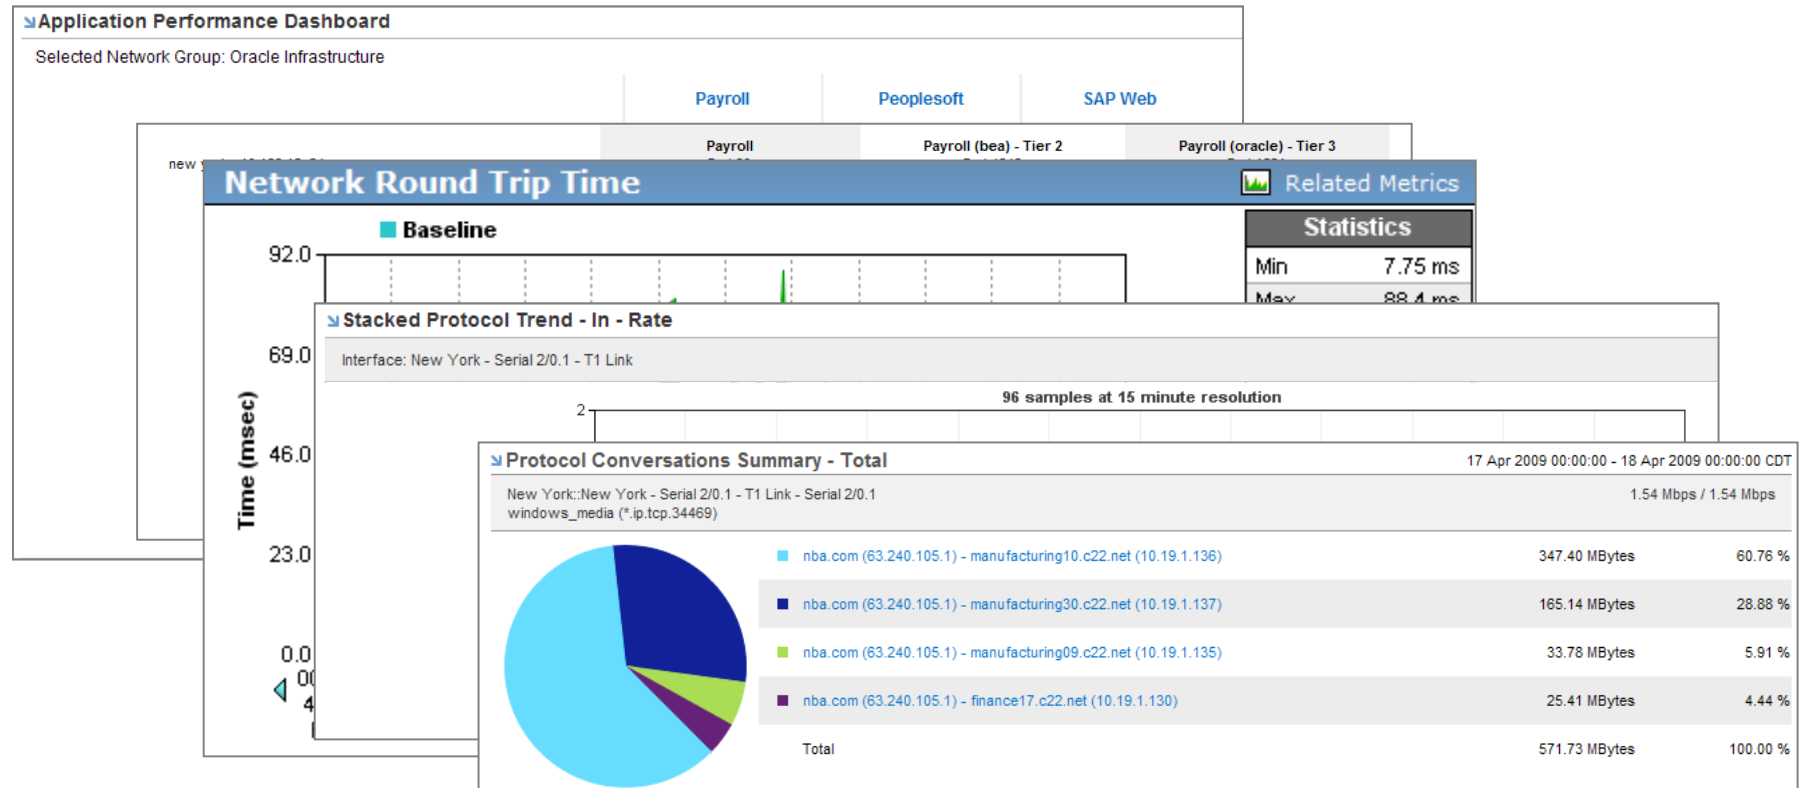 Application Performance Dashboard
Selected Network Group: Oracle Infrastructure
Payroll Peoplesoft SAP Web
Payroll Payroll (bea) - Tier 2 Payroll (oracle) - Tier 3
new
Network Round Trip Time Related Metrics
Baseline
Statistics
Min 7.75 ms
Max 88.4 ms
92.0
69.0
46.0
23.0
0.0
Time (msec)
Stacked Protocol Trend - In - Rate
Interface: New York - Serial 2/0.1 - T1 Link
96 samples at 15 minute resolution
2
Protocol Conversations Summary - Total 17 Apr 2009 00:00:00 - 18 Apr 2009 00:00:00 CDT
New York::New York - Serial 2/0.1 - T1 Link - Serial 2/0.1 1.54 Mbps / 1.54 Mbps
windows_media (*.ip.tcp.34469)
nba.com (63.240.105.1) - manufacturing10.c22.net (10.19.1.136) 347.40 MBytes 60.76 %
nba.com (63.240.105.1) - manufacturing30.c22.net (10.19.1.137) 165.14 MBytes 28.88 %
nba.com (63.240.105.1) - manufacturing09.c22.net (10.19.1.135) 33.78 MBytes 5.91 %
nba.com (63.240.105.1) - finance17.c22.net (10.19.1.130) 25.41 MBytes 4.44 %
Total 571.73 MBytes 100.00 %